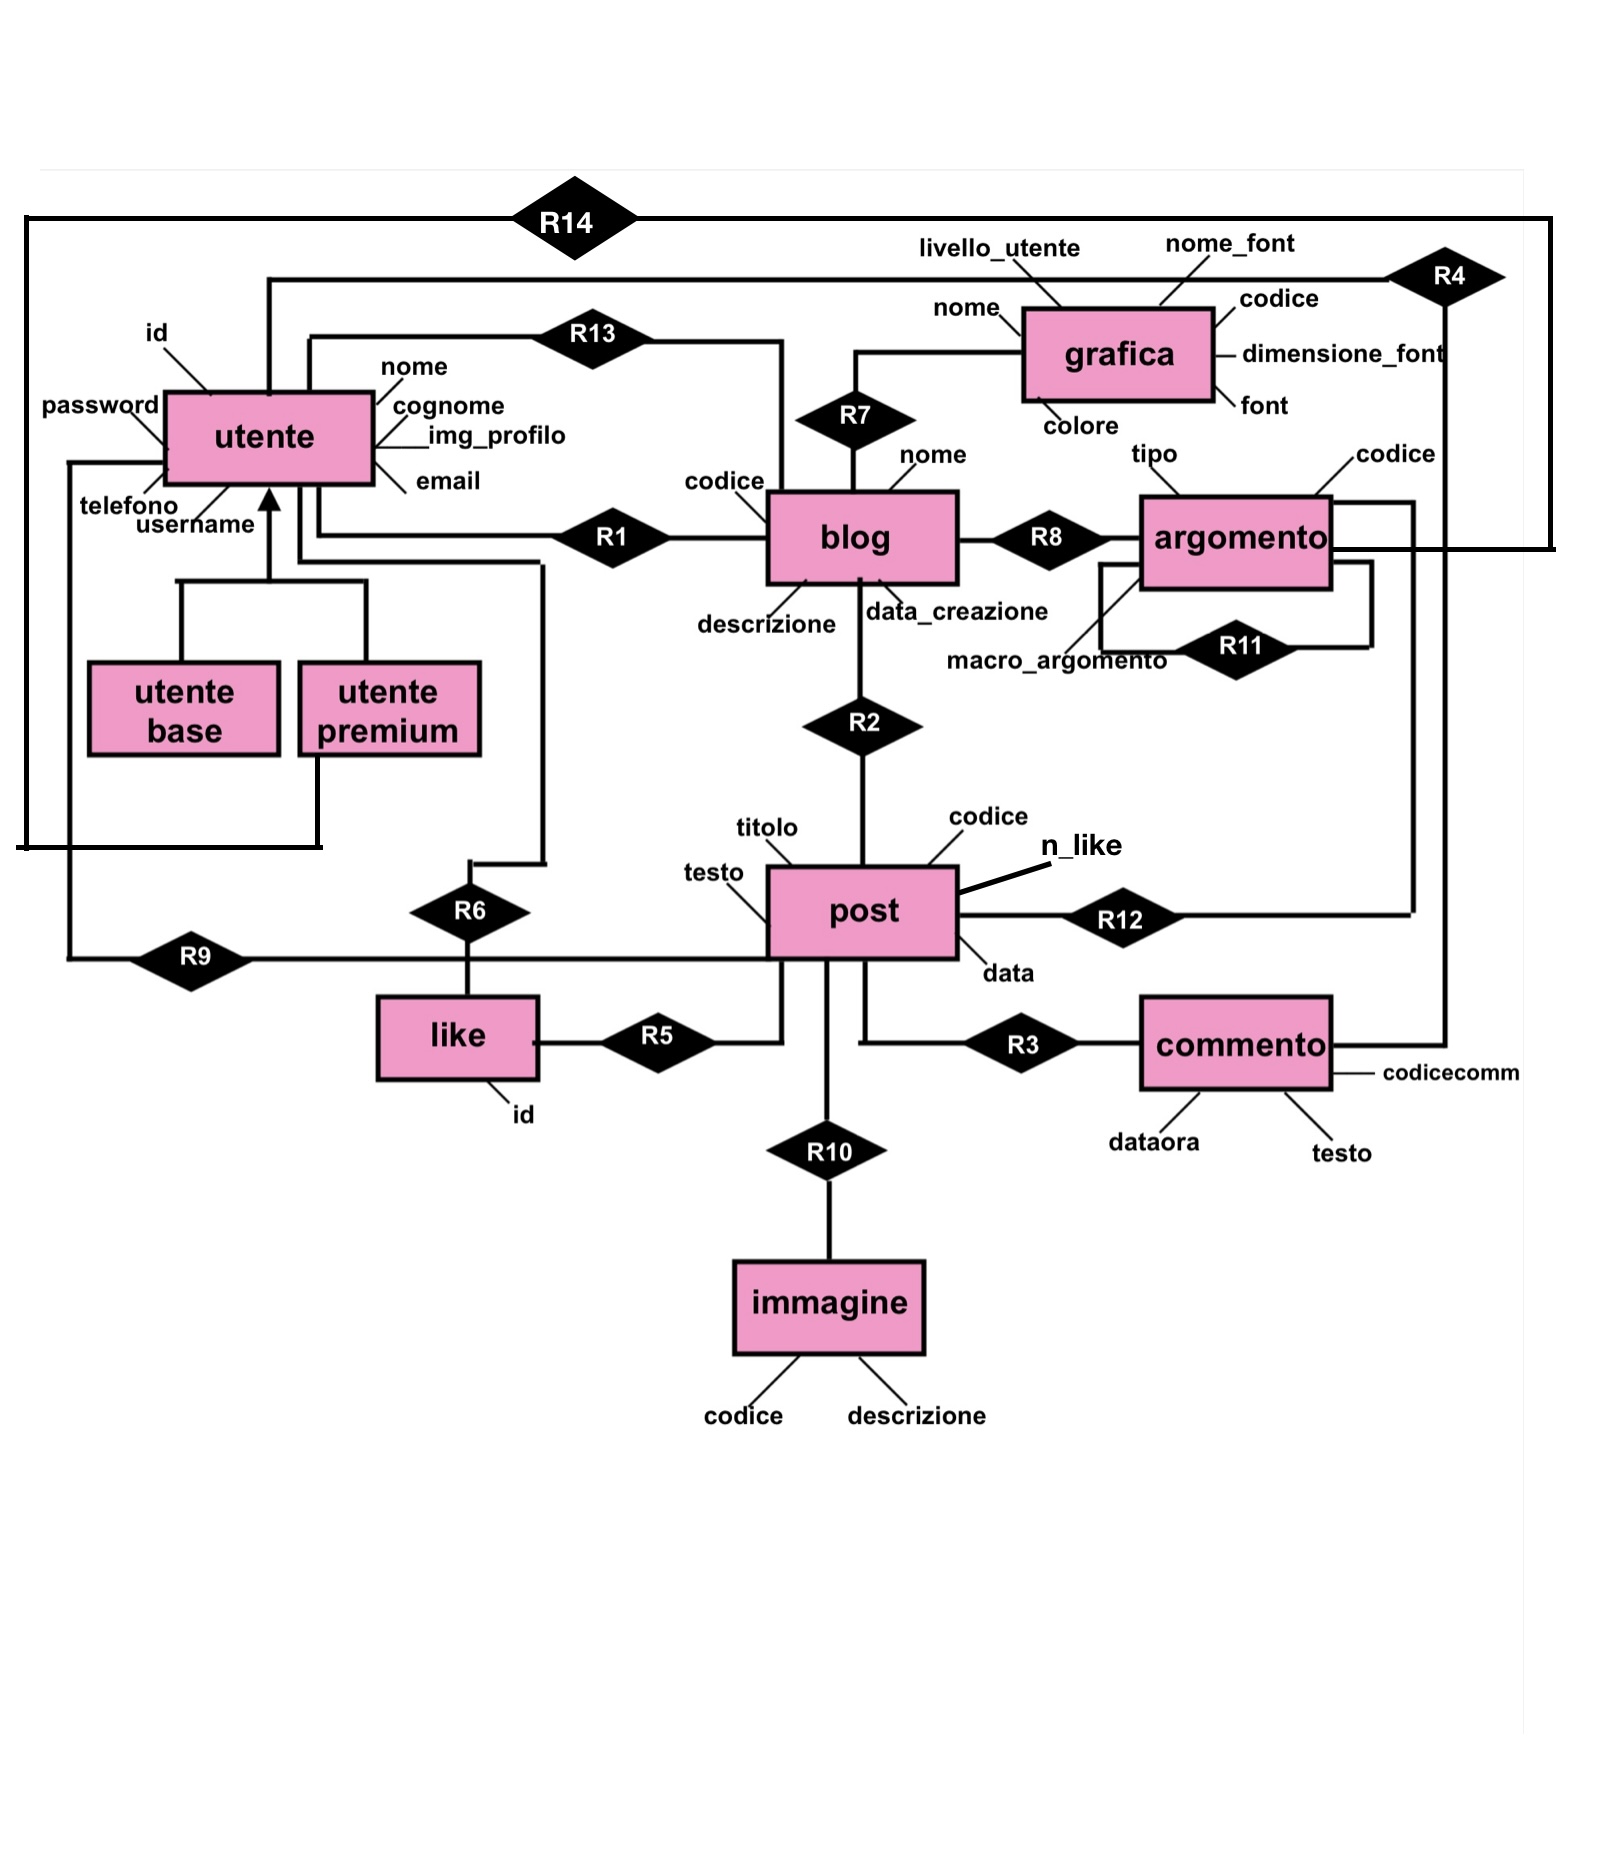 R14
livello_utente
nome_font
R4
nome
codice
id
R13
grafica
dimensione_font
nome
password
cognome
font
R7
colore
utente
img_profilo
nome
tipo
codice
email
codice
telefono
username
R1
blog
R8
argomento
descrizione
data_creazione
R11
macro_argomento
utente
base
utente
premium
R2
titolo
codice
n_like
testo
R6
post
R12
R9
data
like
R5
R3
commento
codicecomm
id
dataora
testo
R10
immagine
codice
descrizione